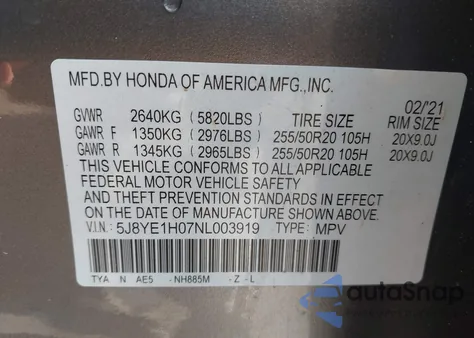 MFD.BY HONDA OF AMERICA MFG.,INC.
02/'21
GVWR 2640KG (5820LBS) TIRE SIZE RIM SIZE
GAWR F 1350KG (2976LBS) 255/50R20 105H 20X9.0J
GAWR R 1345KG (2965LBS) 255/50R20 105H 20X9.0J
THIS VEHICLE CONFORMS TO ALL APPLICABLE
FEDERAL MOTOR VEHICLE SAFETY
AND THEFT PREVENTION STANDARDS IN EFFECT
ON THE DATE OF MANUFACTURE SHOWN
ABOVE.
V.I.N: 5J8YE1H07NL003919 TYPE: MPV
TYA N AE5 -NH885M -Z -L
autoSnap